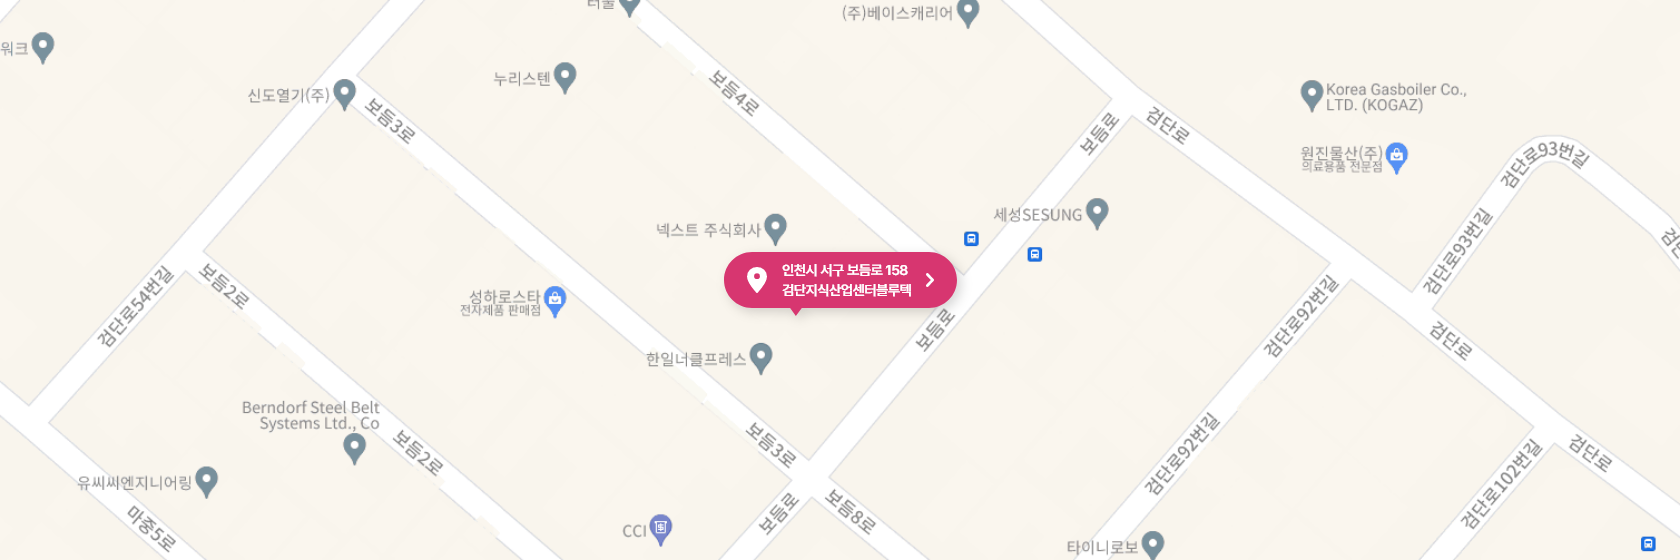 터울
(주)베이스캐리어
워크
누리스텐
신도열기(주)
보듬3로
보듬4로
Korea Gasboiler Co.,
LTD. (KOGAZ)
검단로
보듬로
원진물산(주)
의료용품 전문점
검단로93번길
세성SESUNG
넥스트 주식회사
검단로93번길
인천시 서구 보듬로 158
검단지식산업센터블루텍
보듬2로
검단로54번길
성하로스타
전자제품 판매점
보듬로
검단로92번길
검단로
한일너클프레스
Berndorf Steel Belt
Systems Ltd., Co
보듬2로
보듬3로
검단로92번길
검단로
검단로102번길
유씨씨엔지니어링
마중5로
보듬로
보듬8로
CCI
타이니로보